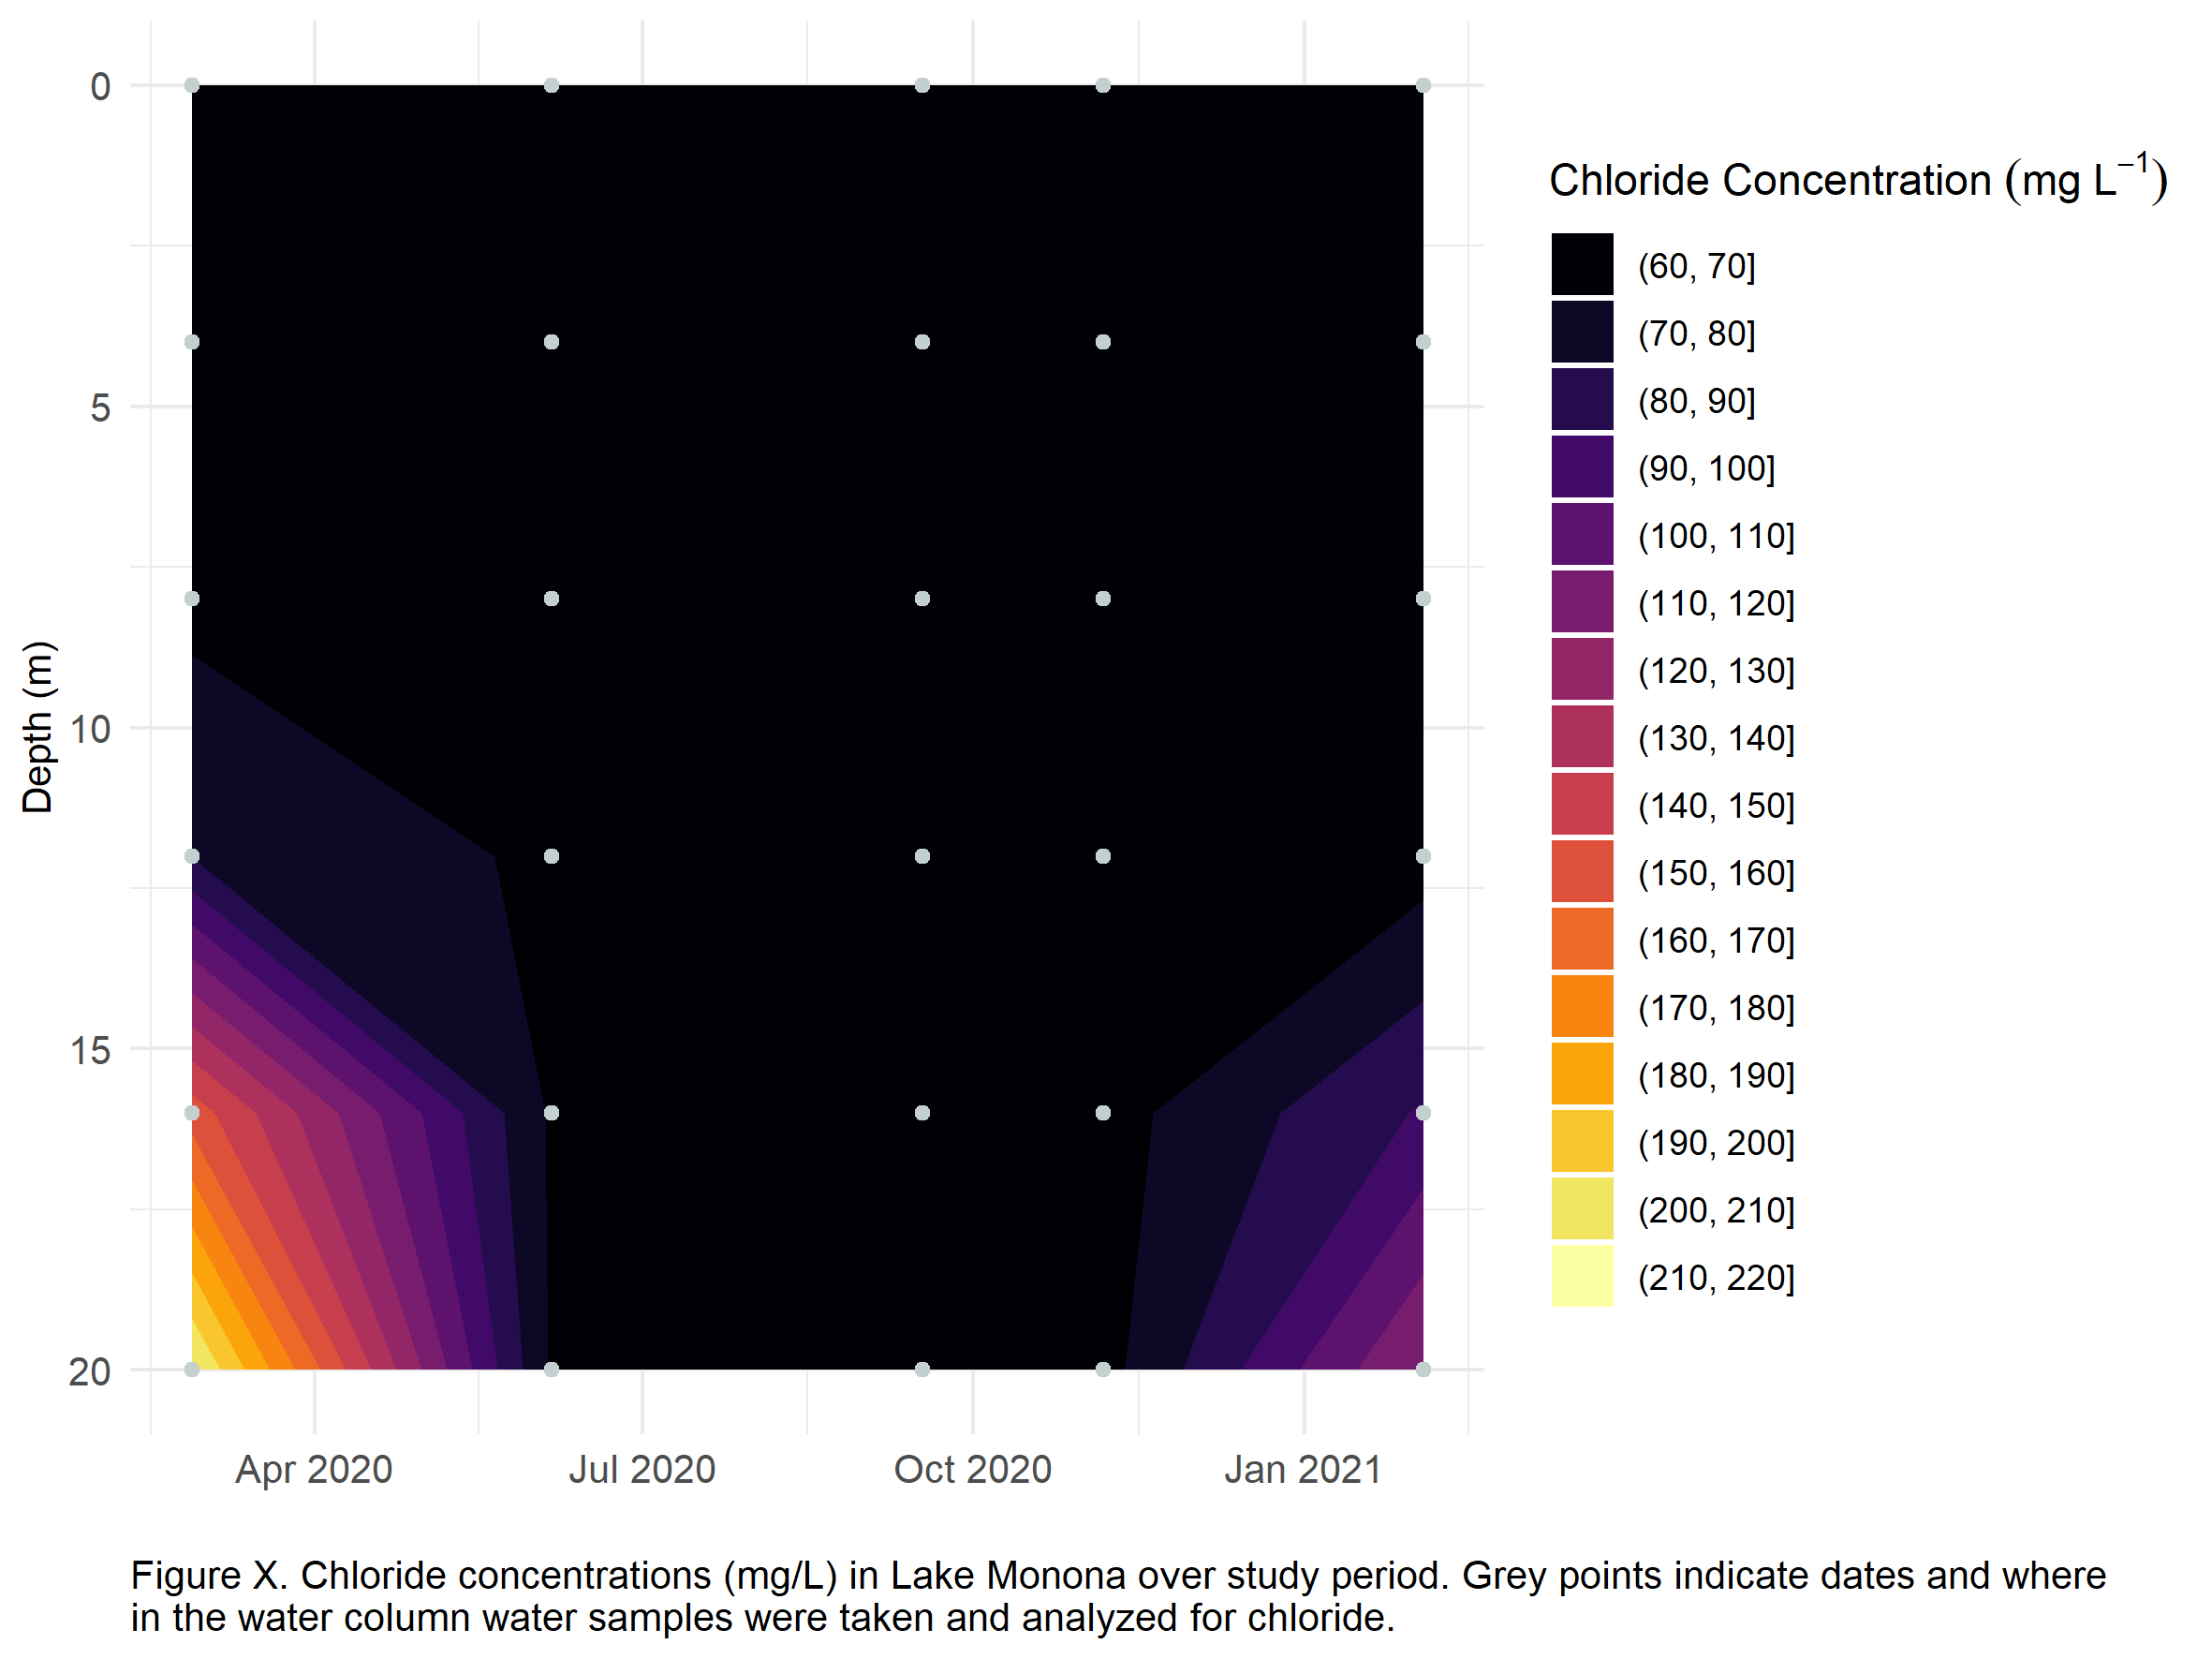 0
5
10
15
20
Depth (m)
Apr 2020
Jul 2020
Oct 2020
Jan 2021
Chloride Concentration (mg L⁻¹)
(60, 70]
(70, 80]
(80, 90]
(90, 100]
(100, 110]
(110, 120]
(120, 130]
(130, 140]
(140, 150]
(150, 160]
(160, 170]
(170, 180]
(180, 190]
(190, 200]
(200, 210]
(210, 220]
Figure X. Chloride concentrations (mg/L) in Lake Monona over study period. Grey points indicate dates and where
in the water column water samples were taken and analyzed for chloride.